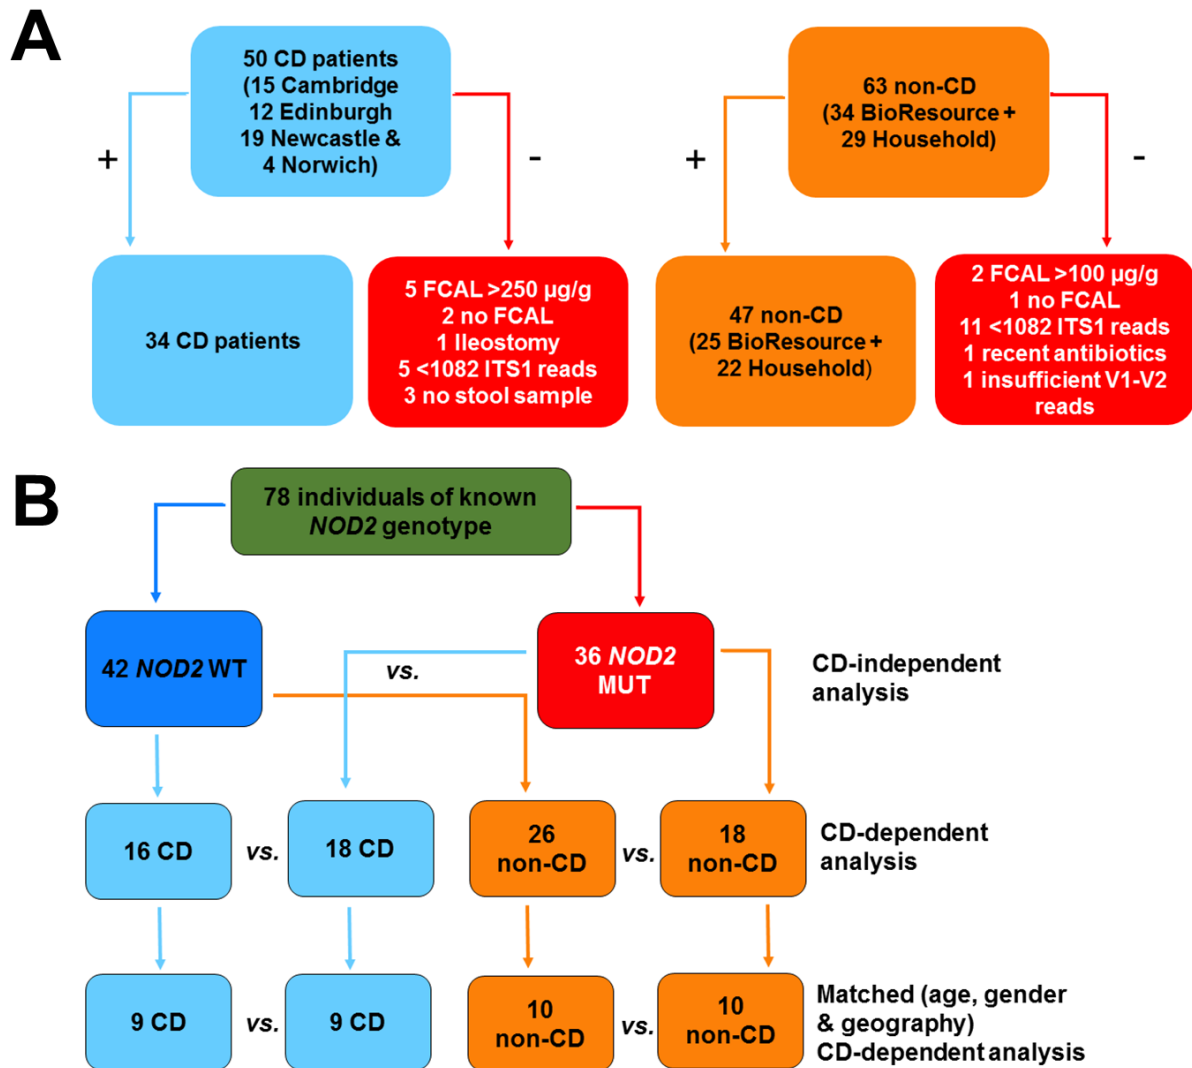 A
50 CD patients
(15 Cambridge
12 Edinburgh
19 Newcastle &
4 Norwich)
+
-
34 CD patients
5 FCAL >250 µg/g
2 no FCAL
1 Ileostomy
5 <1082 ITS1 reads
3 no stool sample
63 non-CD
(34 BioResource +
29 Household)
+
-
47 non-CD
(25 BioResource +
22 Household)
2 FCAL >100 µg/g
1 no FCAL
11 <1082 ITS1 reads
1 recent antibiotics
1 insufficient V1-V2
reads
B
78 individuals of known
NOD2 genotype
42 NOD2 WT
vs.
36 NOD2
MUT
CD-independent
analysis
16 CD
vs.
18 CD
26
non-CD
vs.
18
non-CD
CD-dependent
analysis
9 CD
vs.
9 CD
10
non-CD
vs.
10
non-CD
Matched (age, gender
& geography)
CD-dependent analysis